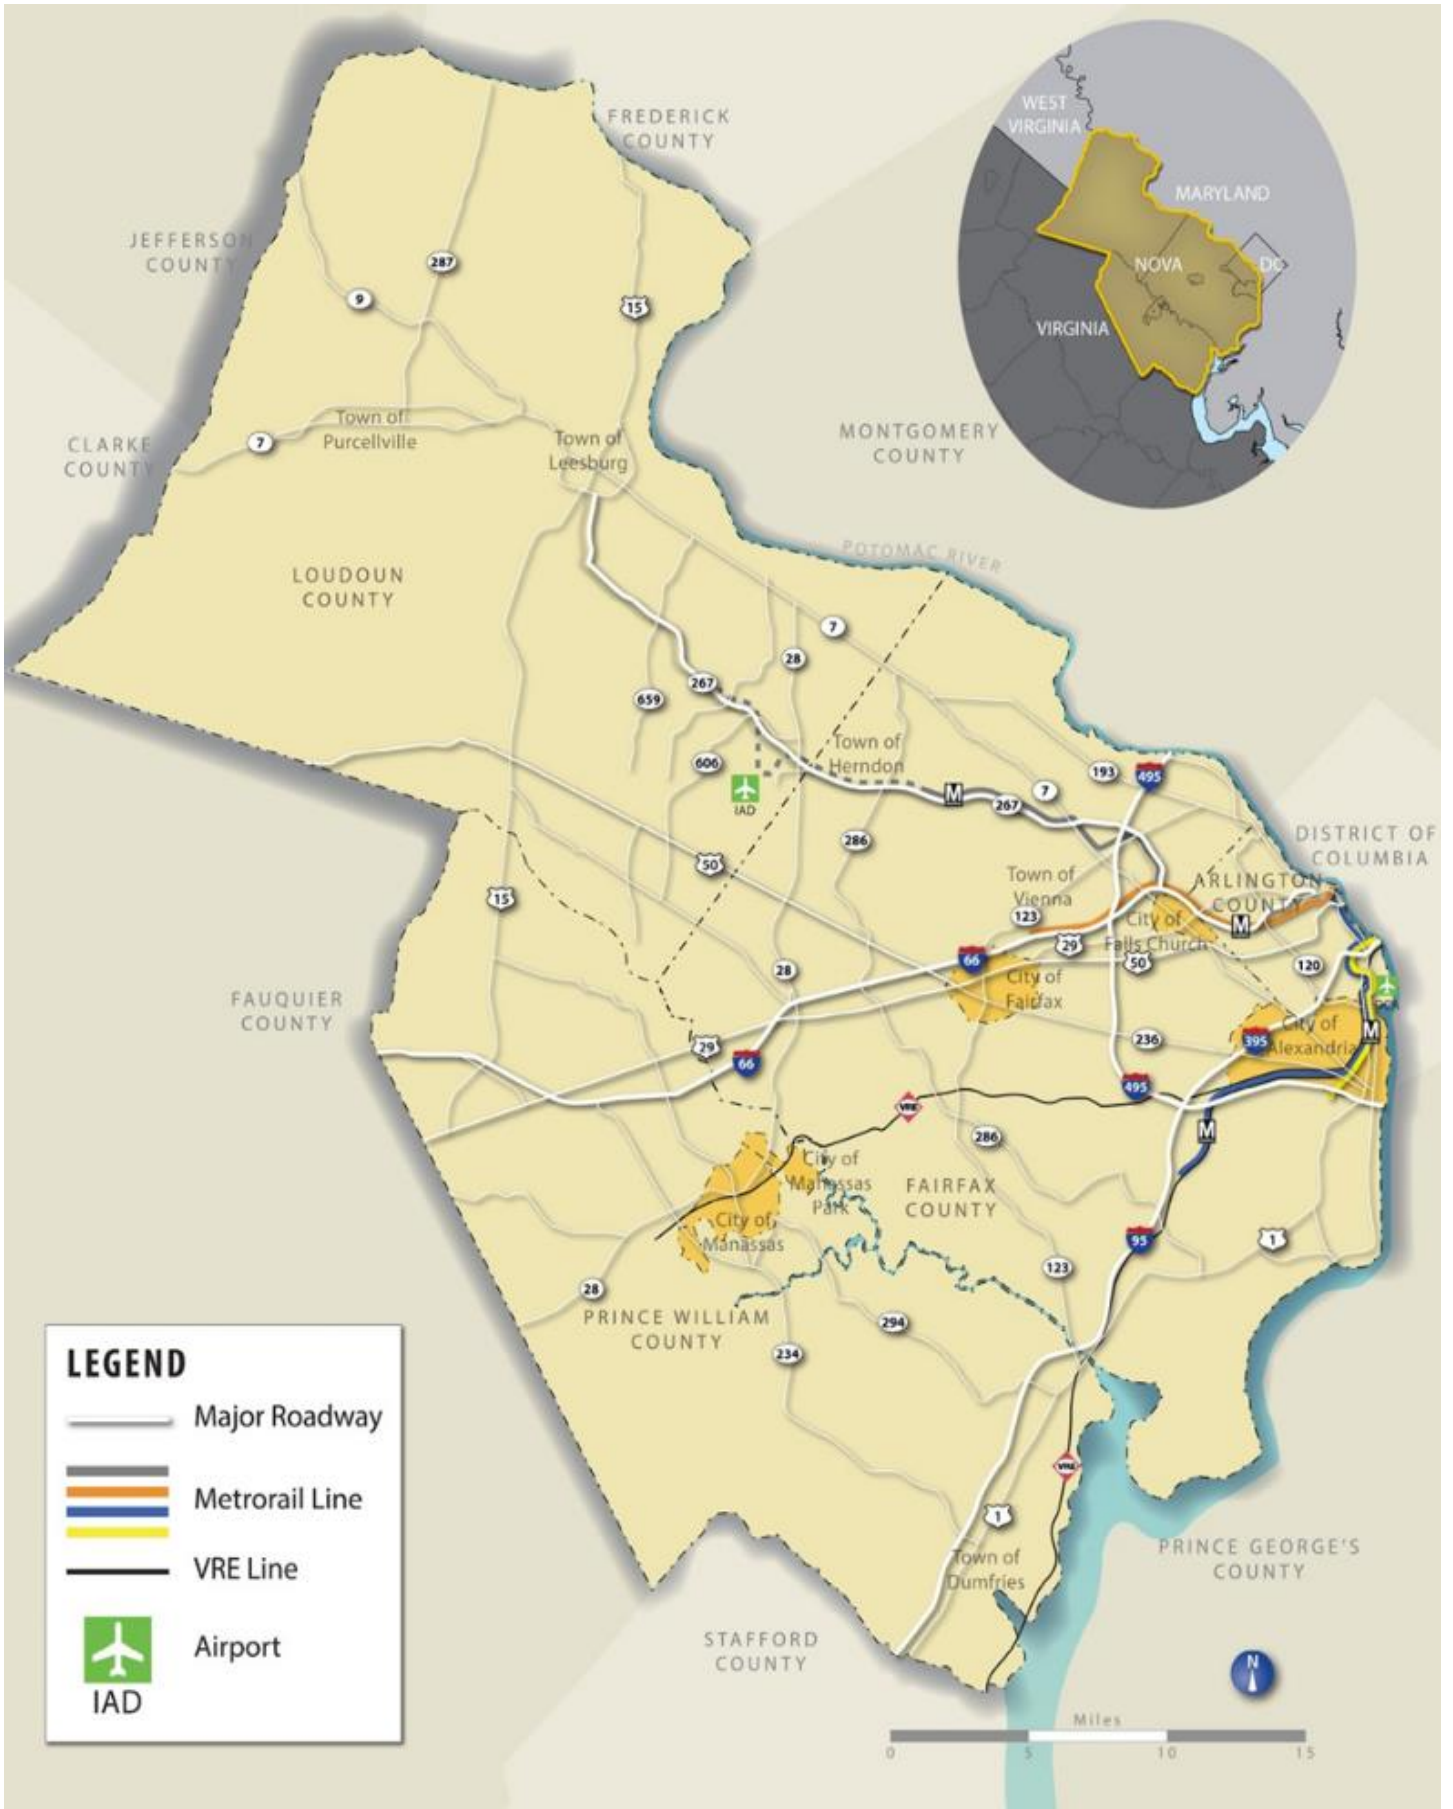 FREDERICK
COUNTY
WEST
VIRGINIA
MARYLAND
NOVA
DC
VIRGINIA
JEFFERSON
COUNTY
287
9
15
Town of
Purcellville
7
CLARKE
COUNTY
Town of
Leesburg
MONTGOMERY
COUNTY
POTOMAC RIVER
LOUDOUN
COUNTY
7
28
267
659
606
IAD
Town of
Herndon
M
267
7
193
495
286
50
15
DISTRICT OF
COLUMBIA
Town of
Vienna
123
ARLINGTON
COUNTY
M
City of
Falls Church
29
50
66
City of
Fairfax
120
28
FAUQUIER
COUNTY
29
66
236
395
City of
Alexandria
M
495
VRE
286
M
City of
Manassas
Park
FAIRFAX
COUNTY
City of
Manassas
95
1
123
28
PRINCE WILLIAM
COUNTY
294
234
VRE
1
Town of
Dumfries
PRINCE GEORGE'S
COUNTY
STAFFORD
COUNTY
LEGEND
Major Roadway
Metrorail Line
VRE Line
Airport
IAD
N
Miles
0 5 10 15